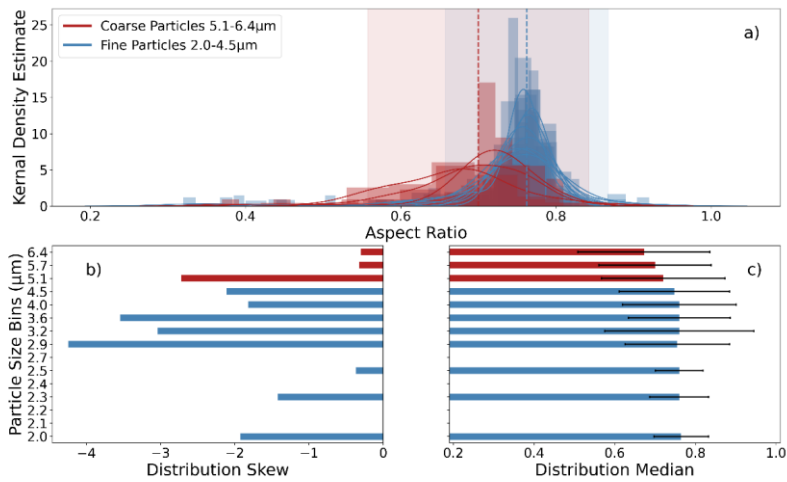 Coarse Particles 5.1-6.4μm
Fine Particles 2.0-4.5μm
a)
Kernal Density Estimate
25
20
15
10
5
0
0.2 0.4 0.6 0.8 1.0
Aspect Ratio
b)
Particle Size Bins (μm)
6.4
5.7
5.1
4.5
4.0
3.6
3.2
2.9
2.7
2.5
2.4
2.3
2.2
2.1
2.0
−4 −3 −2 −1 0
Distribution Skew
c)
0.2 0.4 0.6 0.8 1.0
Distribution Median